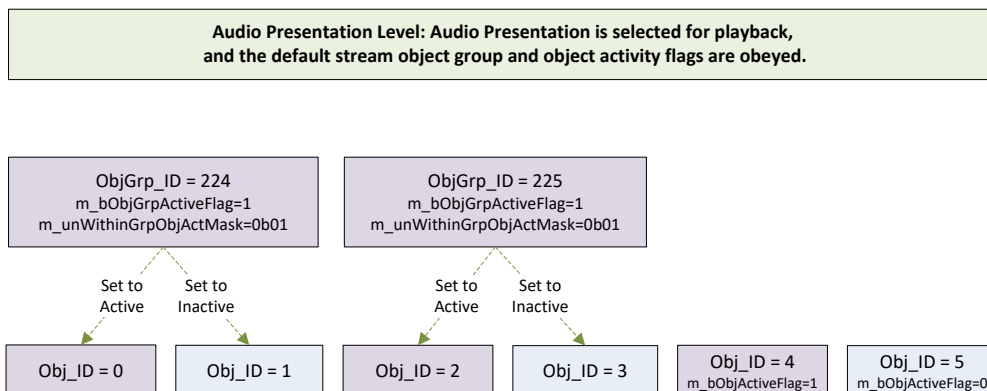 Audio Presentation Level: Audio Presentation is selected for playback,
and the default stream object group and object activity flags are obeyed.
ObjGrp_ID = 224
m_bObjGrpActiveFlag=1
m_unWithinGrpObjActMask=0b01
ObjGrp_ID = 225
m_bObjGrpActiveFlag=1
m_unWithinGrpObjActMask=0b01
Set to
Active
Set to
Inactive
Set to
Active
Set to
Inactive
Obj_ID = 0
Obj_ID = 1
Obj_ID = 2
Obj_ID = 3
Obj_ID = 4
m_bObjActiveFlag=1
Obj_ID = 5
m_bObjActiveFlag=0